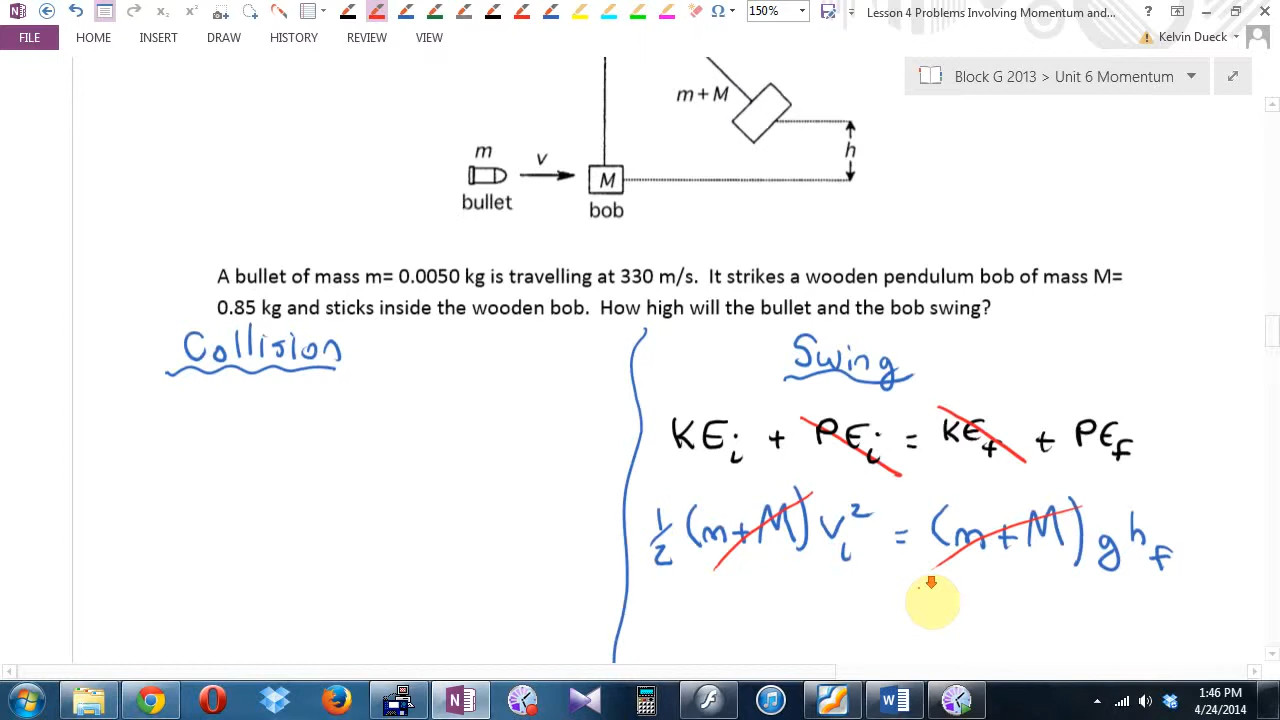 150%
Lesson 4 Problems Involving Momentum and...
FILE HOME INSERT DRAW HISTORY REVIEW VIEW
Kelvin Dueck
Block G 2013 > Unit 6 Momentum
m + M
h
m
v
M
bullet
bob
A bullet of mass m= 0.0050 kg is travelling at 330 m/s. It strikes a wooden pendulum bob of mass M=
0.85 kg and sticks inside the wooden bob. How high will the bullet and the bob swing?
Collision
Swing
KEi + PEi = KEf + PEf
1/2 (m+M) vi² = (m+M) g hf
1:46 PM
4/24/2014